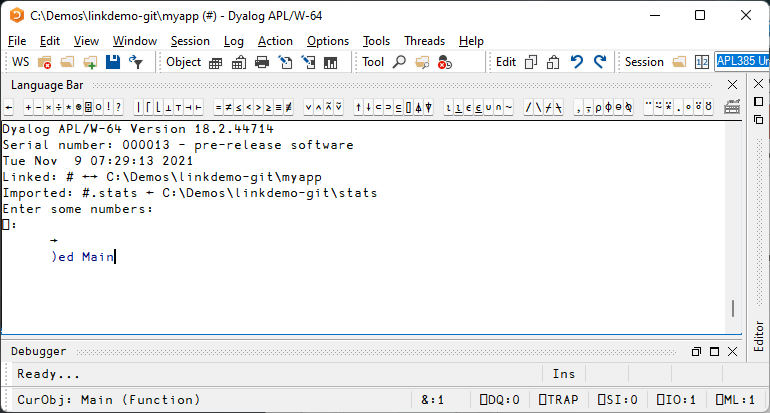 C:\Demos\linkdemo-git\myapp (#) - Dyalog APL/W-64
File Edit View Window Session Log Action Options Tools Threads Help
WS Object Tool Edit Session APL385 Un
Language Bar
← + - × ÷ * ⍟ ⌹ ○ ! ? | ⌈ ⌊ ⊥ ⊤ ⊣ ⊢ = ≠ ≤ < > ≥ ≡ ≢ ∨ ∧ ⍱ ⍲ ↑ ↓ ⊂ ⊃ ⊆ ⌷ ⍋ ⍒ ⍳ ⍸ ∊ ⍷ ∪ ∩ ~ / \ ⌿ ⍀ , ⍪ ⍴ ⌽ ⊖ ⍉ ¨ ⍨ ⍣ . ∘ ⍤ ⍥
Dyalog APL/W-64 Version 18.2.44714
Serial number: 000013 - pre-release software
Tue Nov  9 07:29:13 2021
Linked: # ←→ C:\Demos\linkdemo-git\myapp
Imported: #.stats ← C:\Demos\linkdemo-git\stats
Enter some numbers:
⎕:
→
)ed Main
Editor
Debugger
Ready... Ins
CurObj: Main (Function) &:1 ⎕DQ:0 ⎕TRAP ⎕SI:0 ⎕IO:1 ⎕ML:1